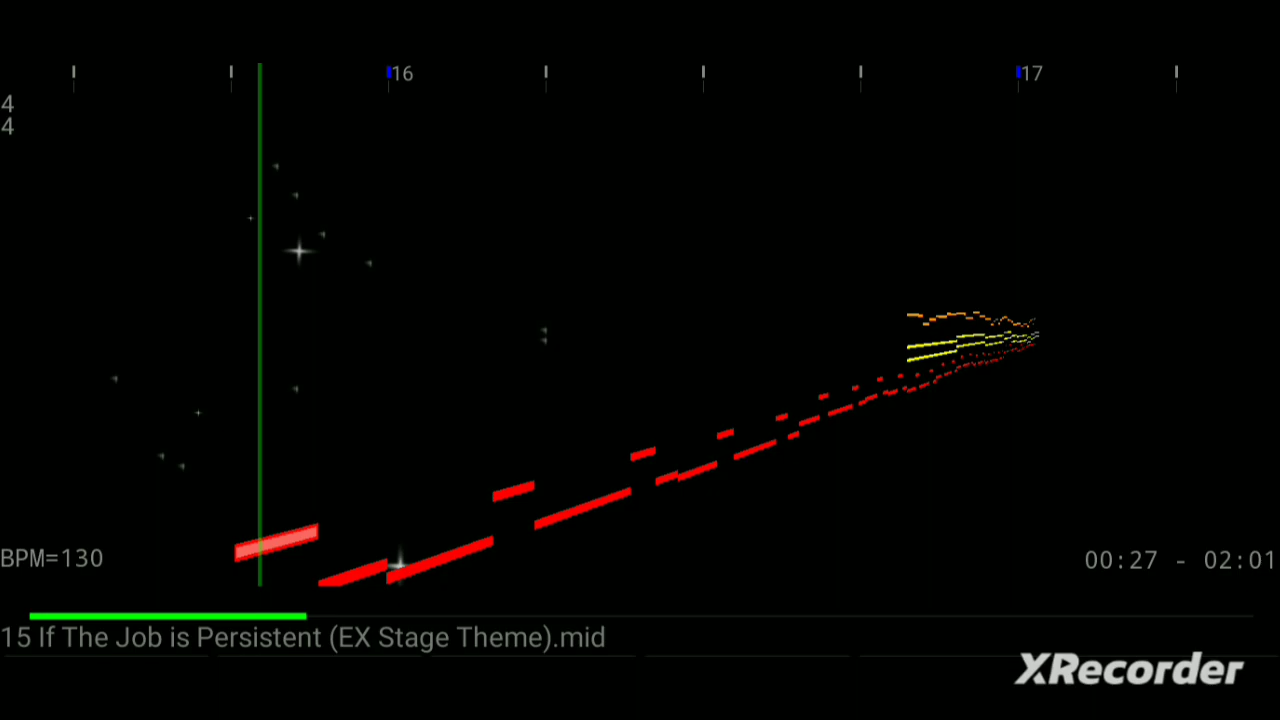 16 17
4
4
BPM=130
00:27 - 02:01
15 If The Job is Persistent (EX Stage Theme).mid
XRecorder